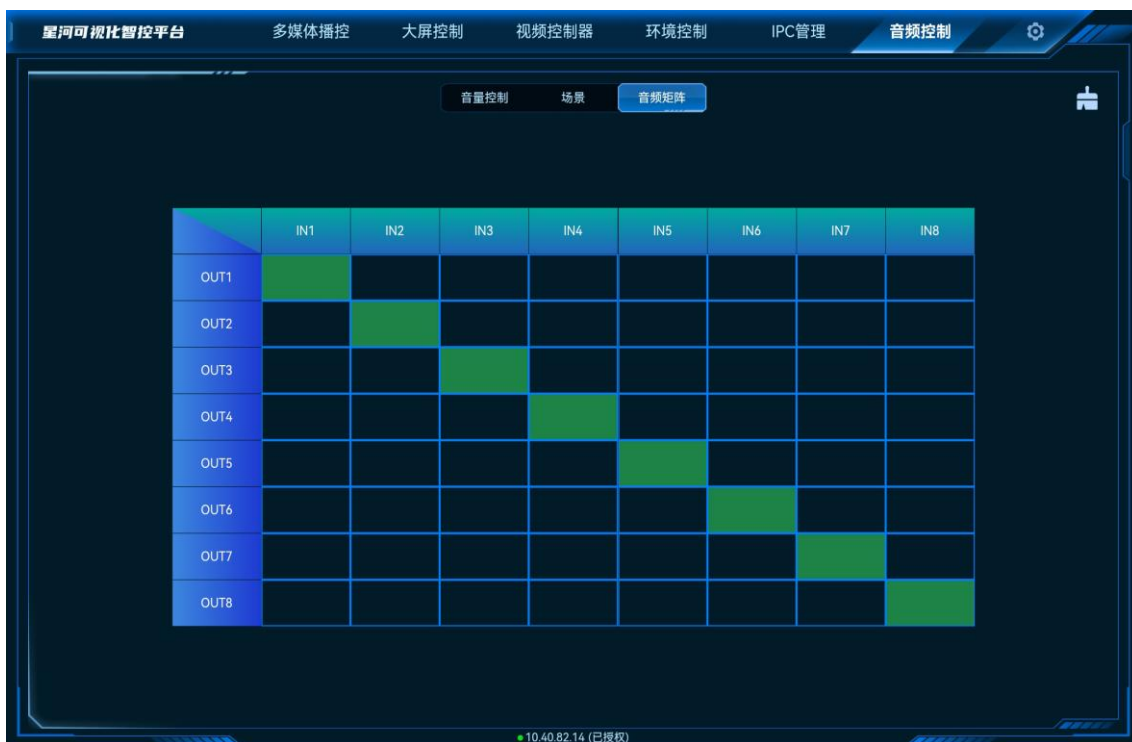 星河可视化智控平台 多媒体播控 大屏控制 视频控制器 环境控制 IPC管理 音频控制
音量控制 场景 音频矩阵
IN1 IN2 IN3 IN4 IN5 IN6 IN7 IN8
OUT1
OUT2
OUT3
OUT4
OUT5
OUT6
OUT7
OUT8
10.40.82.14 (已授权)